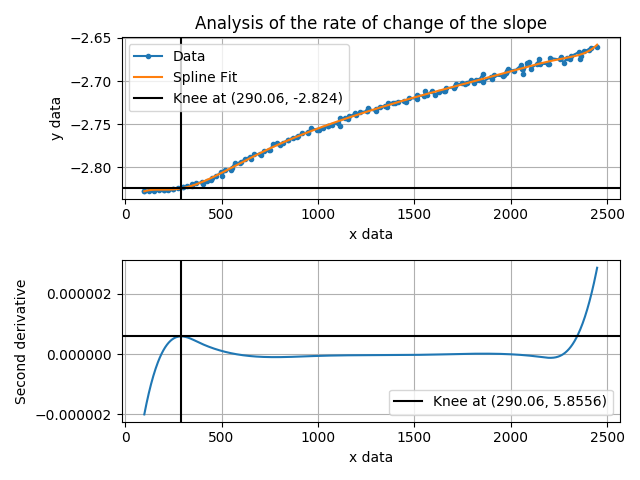 Analysis of the rate of change of the slope
−2.65
−2.70
−2.75
−2.80
y data
Data
Spline Fit
Knee at (290.06, -2.824)
0 500 1000 1500 2000 2500
x data
0.000002
0.000000
−0.000002
Second derivative
Knee at (290.06, 5.8556)
0 500 1000 1500 2000 2500
x data